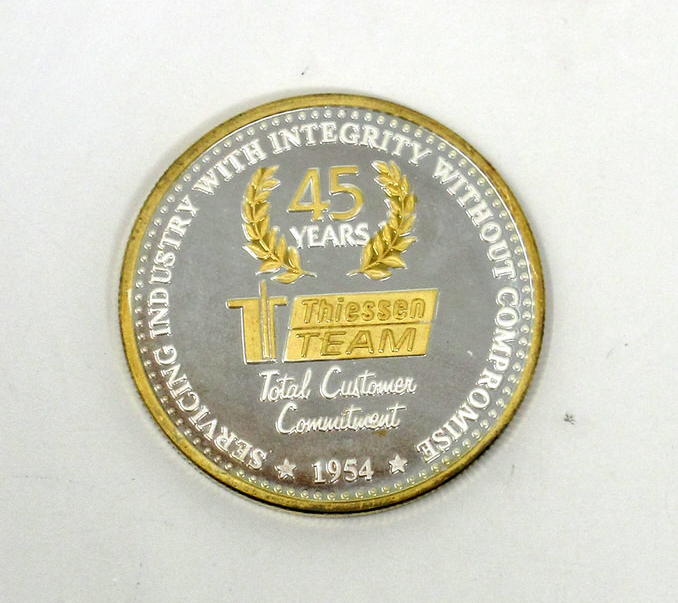 SERVICING INDUSTRY WITH INTEGRITY WITHOUT COMPROMISE
45
YEARS
Thiessen
TEAM
Total Customer
Commitment
1954